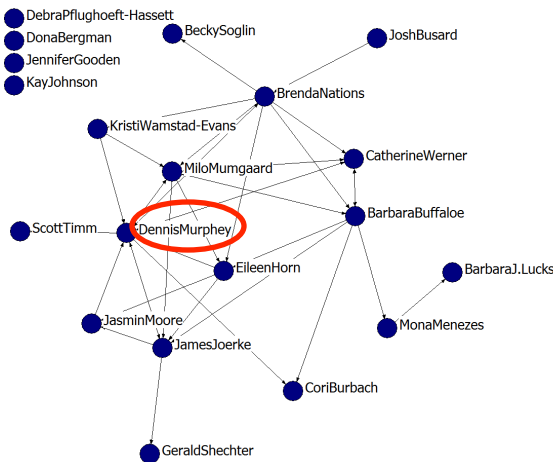 DebraPflughoeft-Hassett
DonaBergman
JenniferGooden
KayJohnson
BeckySoglin
JoshBusard
BrendaNations
KristiWamstad-Evans
MiloMumgaard
CatherineWerner
BarbaraBuffaloe
ScottTimm
DennisMurphey
EileenHorn
BarbaraJ.Lucks
JasminMoore
MonaMenezes
JamesJoerke
CoriBurbach
GeraldShechter